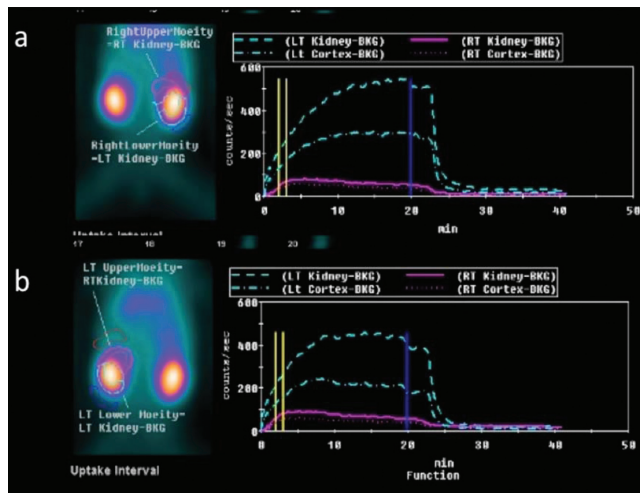 19 20
a
RightUpperMoeity
=RT Kidney-BKG
RightLowerMoeity
=LT Kidney-BKG
(LT Kidney-BKG) (RT Kidney-BKG)
(Lt Cortex-BKG) (RT Cortex-BKG)
600
400
200
0
counts/sec
0 10 20 30 40 50
min
Uptake Interval
17 18 19 20
b
LT UpperMoeity=
RTKidney-BKG
LT Lower Moeity=
LT Kidney-BKG
(LT Kidney-BKG) (RT Kidney-BKG)
(Lt Cortex-BKG) (RT Cortex-BKG)
600
400
200
0
counts/sec
0 10 20 30 40 50
min
Function
Uptake Interval